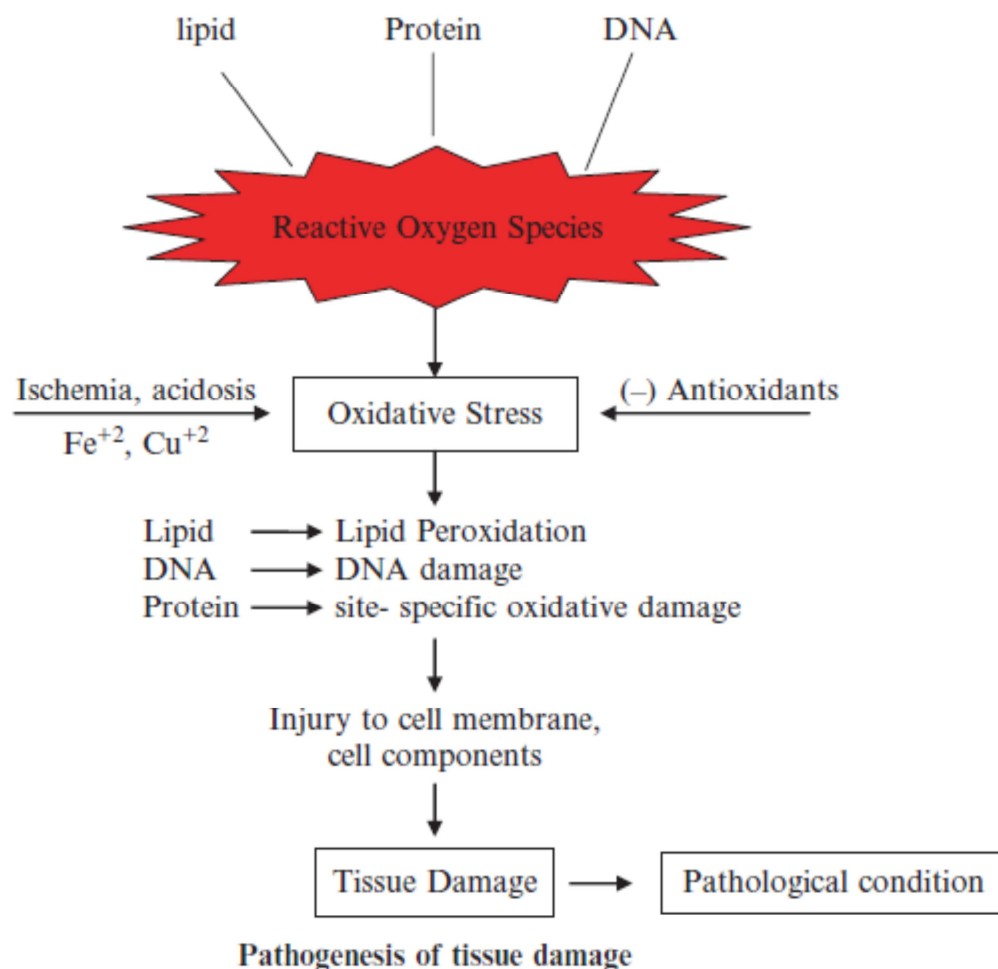 lipid Protein DNA
Reactive Oxygen Species
Ischemia, acidosis
Fe⁺², Cu⁺²
Oxidative Stress
(–) Antioxidants
Lipid → Lipid Peroxidation
DNA → DNA damage
Protein → site- specific oxidative damage
Injury to cell membrane,
cell components
Tissue Damage
Pathological condition
Pathogenesis of tissue damage